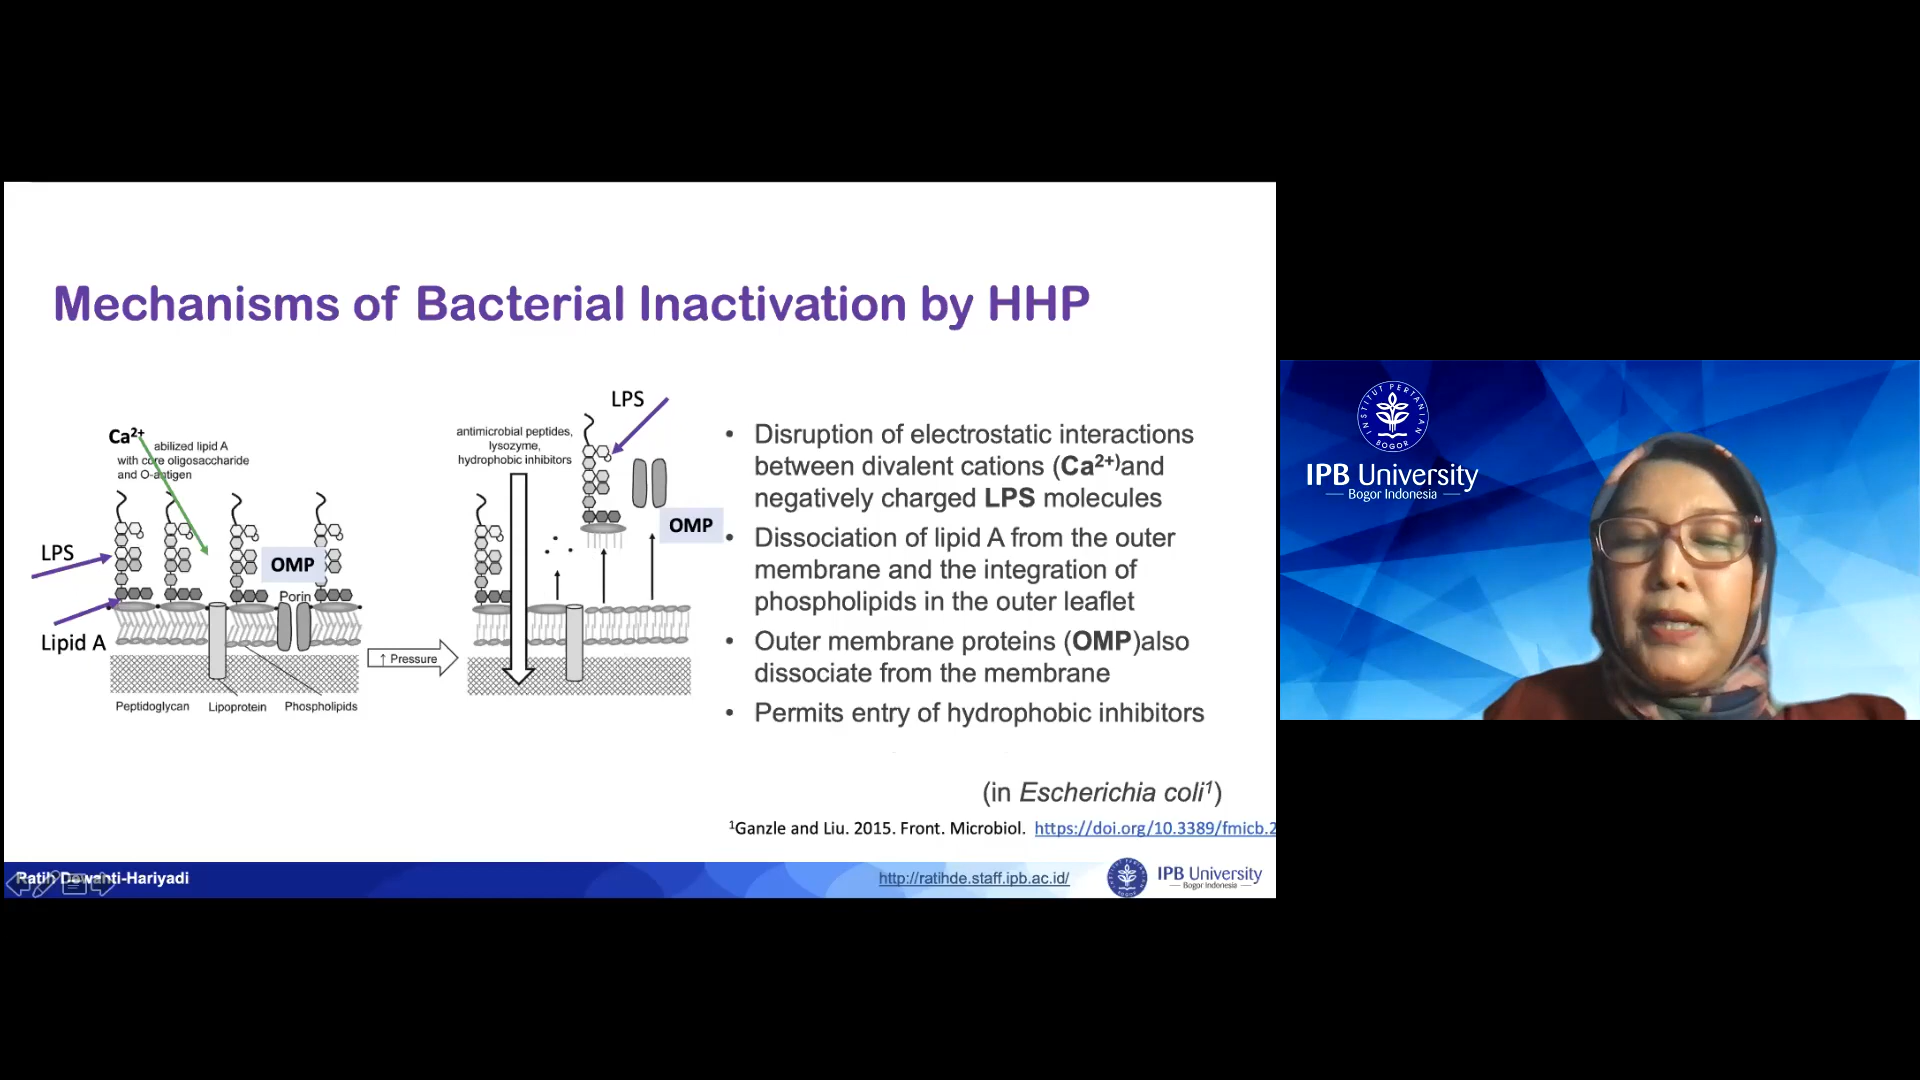 Mechanisms of Bacterial Inactivation by HHP
Ca2+
abilized lipid A
with core oligosaccharide
and O-antigen
LPS
OMP
Porin
Lipid A
Peptidoglycan
Lipoprotein
Phospholipids
↑ Pressure
antimicrobial peptides,
lysozyme,
hydrophobic inhibitors
LPS
OMP
• Disruption of electrostatic interactions
between divalent cations (Ca2+)and
negatively charged LPS molecules
• Dissociation of lipid A from the outer
membrane and the integration of
phospholipids in the outer leaflet
• Outer membrane proteins (OMP)also
dissociate from the membrane
• Permits entry of hydrophobic inhibitors
(in Escherichia coli1)
1Ganzle and Liu. 2015. Front. Microbiol. https://doi.org/10.3389/fmicb.2
Ratih Dewanti-Hariyadi
http://ratihde.staff.ipb.ac.id/
IPB University
Bogor Indonesia
INSTITUT PERTANIAN
BOGOR
IPB University
Bogor Indonesia